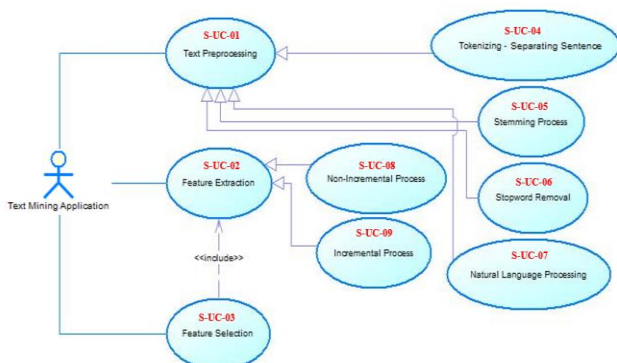 S-UC-01
Text Preprocessing
S-UC-04
Tokenizing - Separating Sentence
S-UC-05
Stemming Process
S-UC-02
Feature Extraction
S-UC-08
Non-Incremental Process
S-UC-06
Stopword Removal
Text Mining Application
S-UC-09
Incremental Process
S-UC-07
Natural Language Processing
<<include>>
S-UC-03
Feature Selection